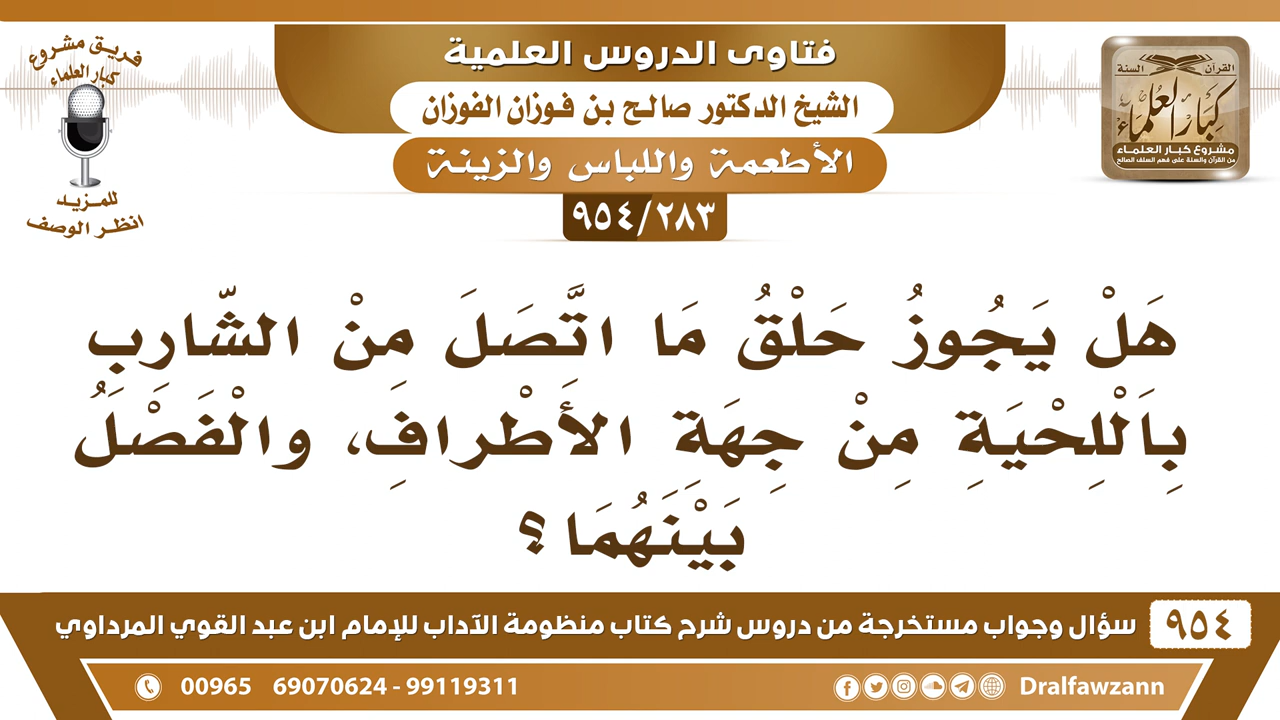 فتاوى الدروس العلمية
الشيخ الدكتور صالح بن فوزان الفوزان
الأطعمة واللباس والزينة
٩٥٤/٢٨٣
فريق مشروع
كبار العلماء
للمزيد
انظر الوصف
القرآن السنة
كبار العلماء
مشروع كبار العلماء
من القرآن والسنة على فهم السلف الصالح
هَلْ يَجُوزُ حَلْقُ مَا اتَّصَلَ مِنْ الشَّارِبِ
بِاَلْلِحْيَةِ مِنْ جِهَةِ الأَطْرافِ، والْفَصْلُ
بَيْنَهُمَا ؟
٩٥٤ سؤال وجواب مستخرجة من دروس شرح كتاب منظومة الآداب للإمام ابن عبد القوي المرداوي
00965 69070624 - 99119311
Dralfawzann